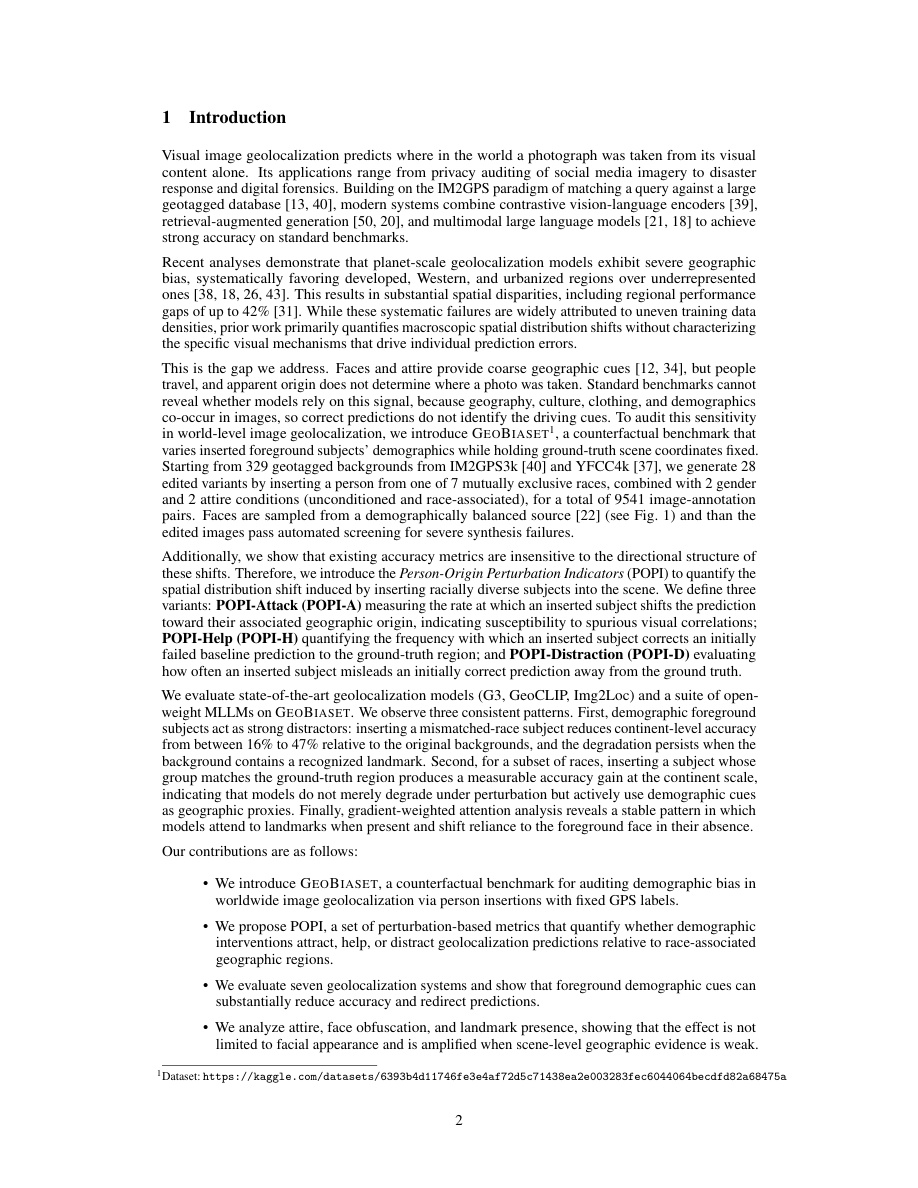 1 Introduction
Visual image geolocalization predicts where in the world a photograph was taken from its visual
content alone. Its applications range from privacy auditing of social media imagery to disaster
response and digital forensics. Building on the IM2GPS paradigm of matching a query against a large
geotagged database [13, 40], modern systems combine contrastive vision-language encoders [39],
retrieval-augmented generation [50, 20], and multimodal large language models [21, 18] to achieve
strong accuracy on standard benchmarks.
Recent analyses demonstrate that planet-scale geolocalization models exhibit severe geographic
bias, systematically favoring developed, Western, and urbanized regions over underrepresented
ones [38, 18, 26, 43]. This results in substantial spatial disparities, including regional performance
gaps of up to 42% [31]. While these systematic failures are widely attributed to uneven training data
densities, prior work primarily quantifies macroscopic spatial distribution shifts without characterizing
the specific visual mechanisms that drive individual prediction errors.
This is the gap we address. Faces and attire provide coarse geographic cues [12, 34], but people
travel, and apparent origin does not determine where a photo was taken. Standard benchmarks cannot
reveal whether models rely on this signal, because geography, culture, clothing, and demographics
co-occur in images, so correct predictions do not identify the driving cues. To audit this sensitivity
in world-level image geolocalization, we introduce GEOBIASET1, a counterfactual benchmark that
varies inserted foreground subjects' demographics while holding ground-truth scene coordinates fixed.
Starting from 329 geotagged backgrounds from IM2GPS3k [40] and YFCC4k [37], we generate 28
edited variants by inserting a person from one of 7 mutually exclusive races, combined with 2 gender
and 2 attire conditions (unconditioned and race-associated), for a total of 9541 image-annotation
pairs. Faces are sampled from a demographically balanced source [22] (see Fig. 1) and than the
edited images pass automated screening for severe synthesis failures.
Additionally, we show that existing accuracy metrics are insensitive to the directional structure of
these shifts. Therefore, we introduce the Person-Origin Perturbation Indicators (POPI) to quantify the
spatial distribution shift induced by inserting racially diverse subjects into the scene. We define three
variants: POPI-Attack (POPI-A) measuring the rate at which an inserted subject shifts the prediction
toward their associated geographic origin, indicating susceptibility to spurious visual correlations;
POPI-Help (POPI-H) quantifying the frequency with which an inserted subject corrects an initially
failed baseline prediction to the ground-truth region; and POPI-Distraction (POPI-D) evaluating
how often an inserted subject misleads an initially correct prediction away from the ground truth.
We evaluate state-of-the-art geolocalization models (G3, GeoCLIP, Img2Loc) and a suite of open-
weight MLLMs on GEOBIASET. We observe three consistent patterns. First, demographic foreground
subjects act as strong distractors: inserting a mismatched-race subject reduces continent-level accuracy
from between 16% to 47% relative to the original backgrounds, and the degradation persists when the
background contains a recognized landmark. Second, for a subset of races, inserting a subject whose
group matches the ground-truth region produces a measurable accuracy gain at the continent scale,
indicating that models do not merely degrade under perturbation but actively use demographic cues
as geographic proxies. Finally, gradient-weighted attention analysis reveals a stable pattern in which
models attend to landmarks when present and shift reliance to the foreground face in their absence.
Our contributions are as follows:
• We introduce GEOBIASET, a counterfactual benchmark for auditing demographic bias in
worldwide image geolocalization via person insertions with fixed GPS labels.
• We propose POPI, a set of perturbation-based metrics that quantify whether demographic
interventions attract, help, or distract geolocalization predictions relative to race-associated
geographic regions.
• We evaluate seven geolocalization systems and show that foreground demographic cues can
substantially reduce accuracy and redirect predictions.
• We analyze attire, face obfuscation, and landmark presence, showing that the effect is not
limited to facial appearance and is amplified when scene-level geographic evidence is weak.
1Dataset: https://kaggle.com/datasets/6393b4d11746fe3e4af72d5c71438ea2e003283fec6044064becdfd82a68475a
2